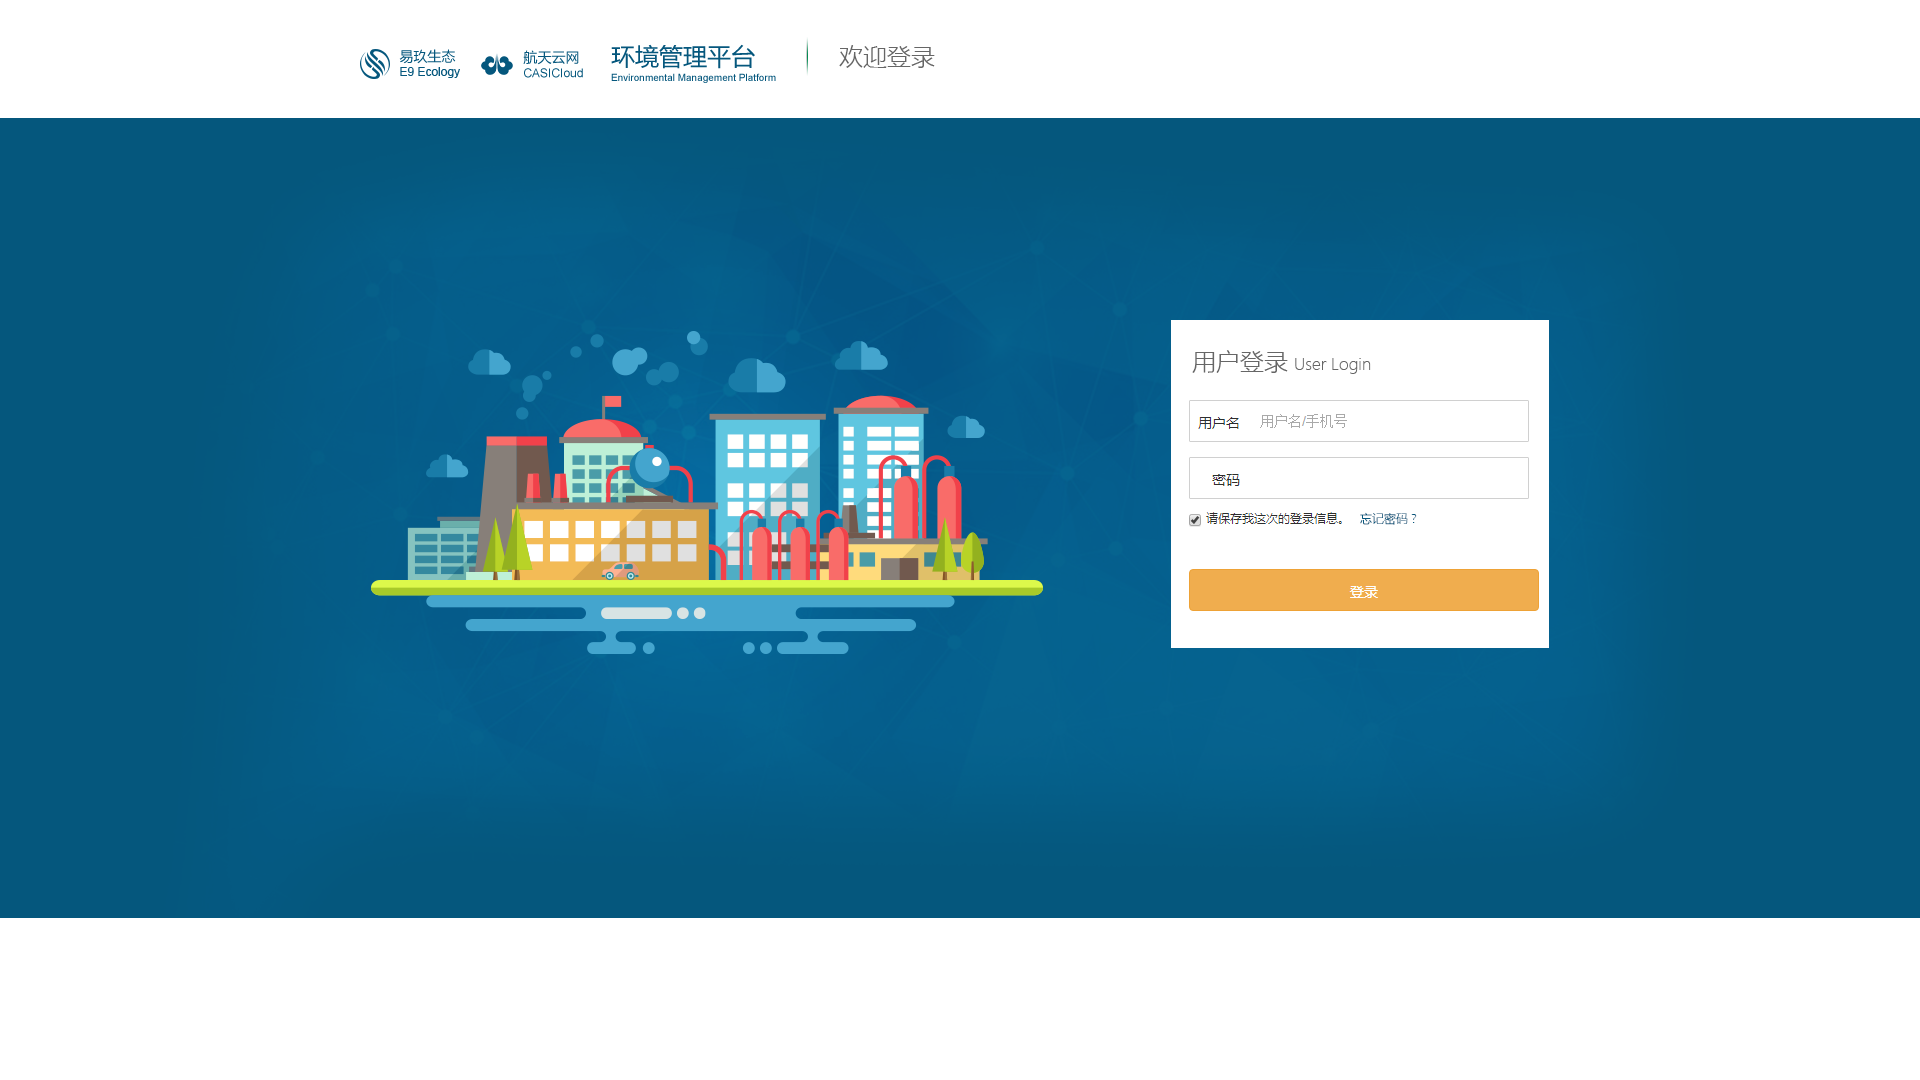 易玖生态
E9 Ecology
航天云网
CASICloud
环境管理平台
Environmental Management Platform
欢迎登录
用户登录 User Login
用户名 用户名/手机号
密码
请保存我这次的登录信息。 忘记密码？
登录